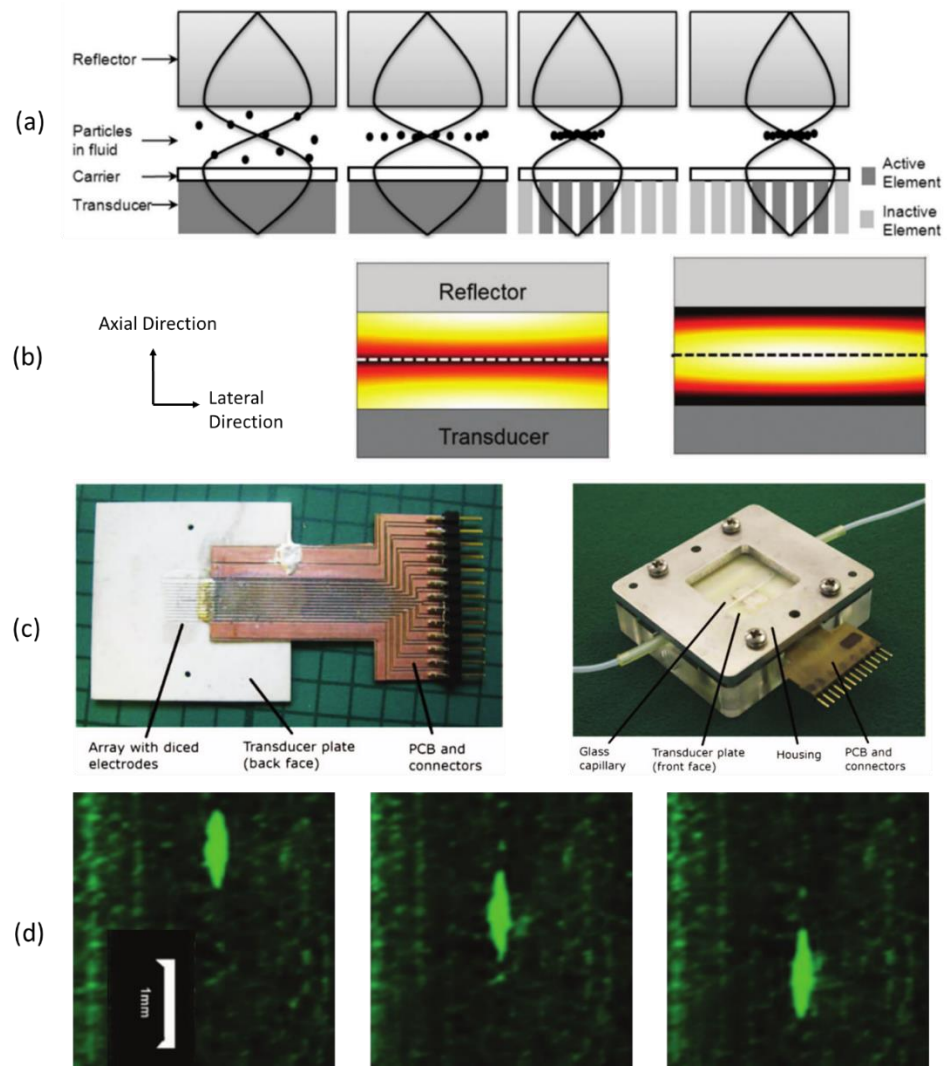 (a)
Reflector
Particles
in fluid
Carrier
Transducer
Active
Element
Inactive
Element
(b)
Axial Direction
Lateral
Direction
Reflector
Transducer
(c)
Array with diced
electrodes
Transducer plate
(back face)
PCB and
connectors
Glass
capillary
Transducer plate
(front face)
Housing
PCB and
connectors
(d)
1mm